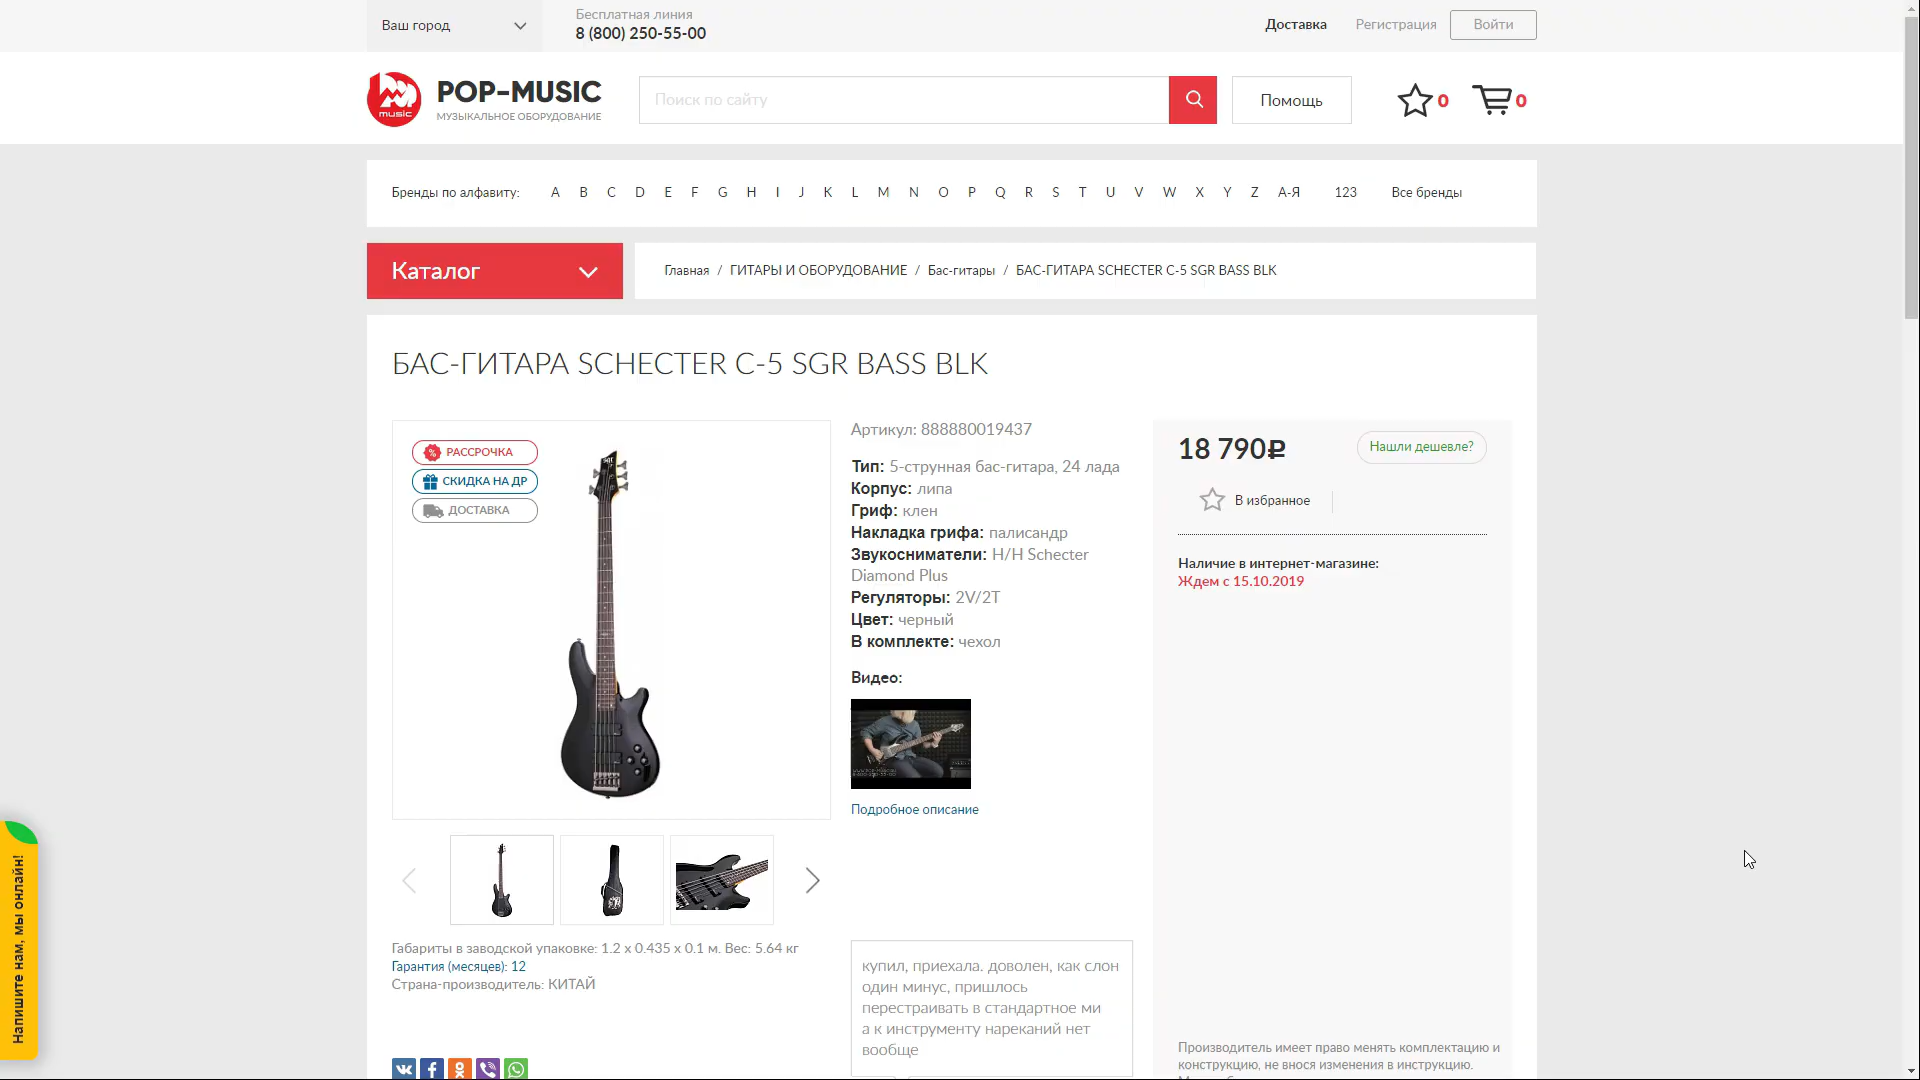 Ваш город
Бесплатная линия
8 (800) 250-55-00
Доставка
Регистрация
Войти
music
POP-MUSIC
МУЗЫКАЛЬНОЕ ОБОРУДОВАНИЕ
Поиск по сайту
Помощь
0
0
Бренды по алфавиту: A B C D E F G H I J K L M N O P Q R S T U V W X Y Z А-Я 123 Все бренды
Каталог
Главная / ГИТАРЫ И ОБОРУДОВАНИЕ / Бас-гитары / БАС-ГИТАРА SCHECTER C-5 SGR BASS BLK
БАС-ГИТАРА SCHECTER C-5 SGR BASS BLK
РАССРОЧКА
СКИДКА НА ДР
ДОСТАВКА
Артикул: 888880019437
Тип: 5-струнная бас-гитара, 24 лада
Корпус: липа
Гриф: клен
Накладка грифа: палисандр
Звукосниматели: H/H Schecter
Diamond Plus
Регуляторы: 2V/2T
Цвет: черный
В комплекте: чехол
Видео:
Подробное описание
18 790₽
Нашли дешевле?
В избранное
Наличие в интернет-магазине:
Ждем с 15.10.2019
Габариты в заводской упаковке: 1.2 x 0.435 x 0.1 м. Вес: 5.64 кг
Гарантия (месяцев): 12
Страна-производитель: КИТАЙ
купил, приехала. доволен, как слон
один минус, пришлось
перестраивать в стандартное ми
а к инструменту нареканий нет
вообще
Производитель имеет право менять комплектацию и
конструкцию, не внося изменения в инструкцию.
Напишите нам, мы онлайн!